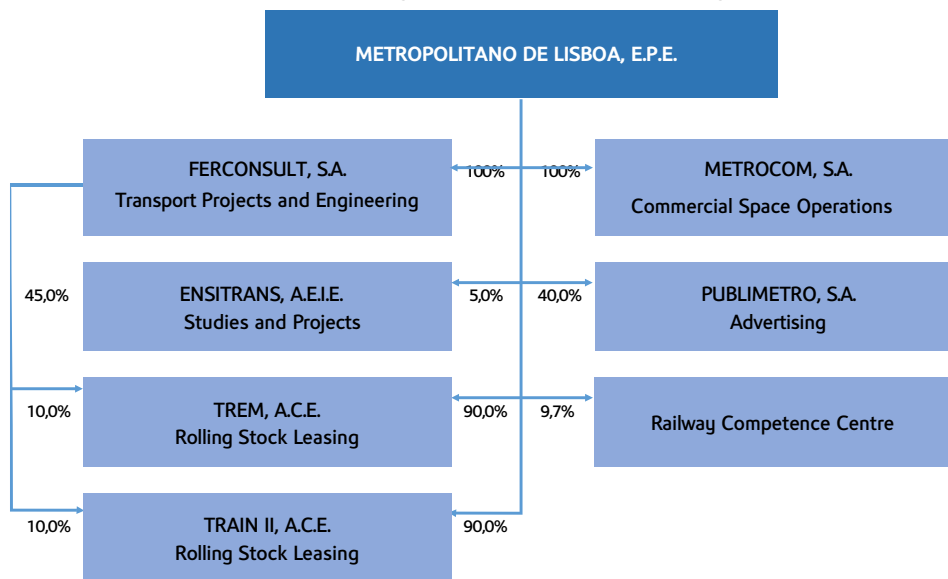 METROPOLITANO DE LISBOA, E.P.E.
FERCONSULT, S.A.
Transport Projects and Engineering
100%
100%
METROCOM, S.A.
Commercial Space Operations
45,0%
ENSITRANS, A.E.I.E.
Studies and Projects
5,0%
40,0%
PUBLIMETRO, S.A.
Advertising
10,0%
TREM, A.C.E.
Rolling Stock Leasing
90,0%
9,7%
Railway Competence Centre
10,0%
TRAIN II, A.C.E.
Rolling Stock Leasing
90,0%